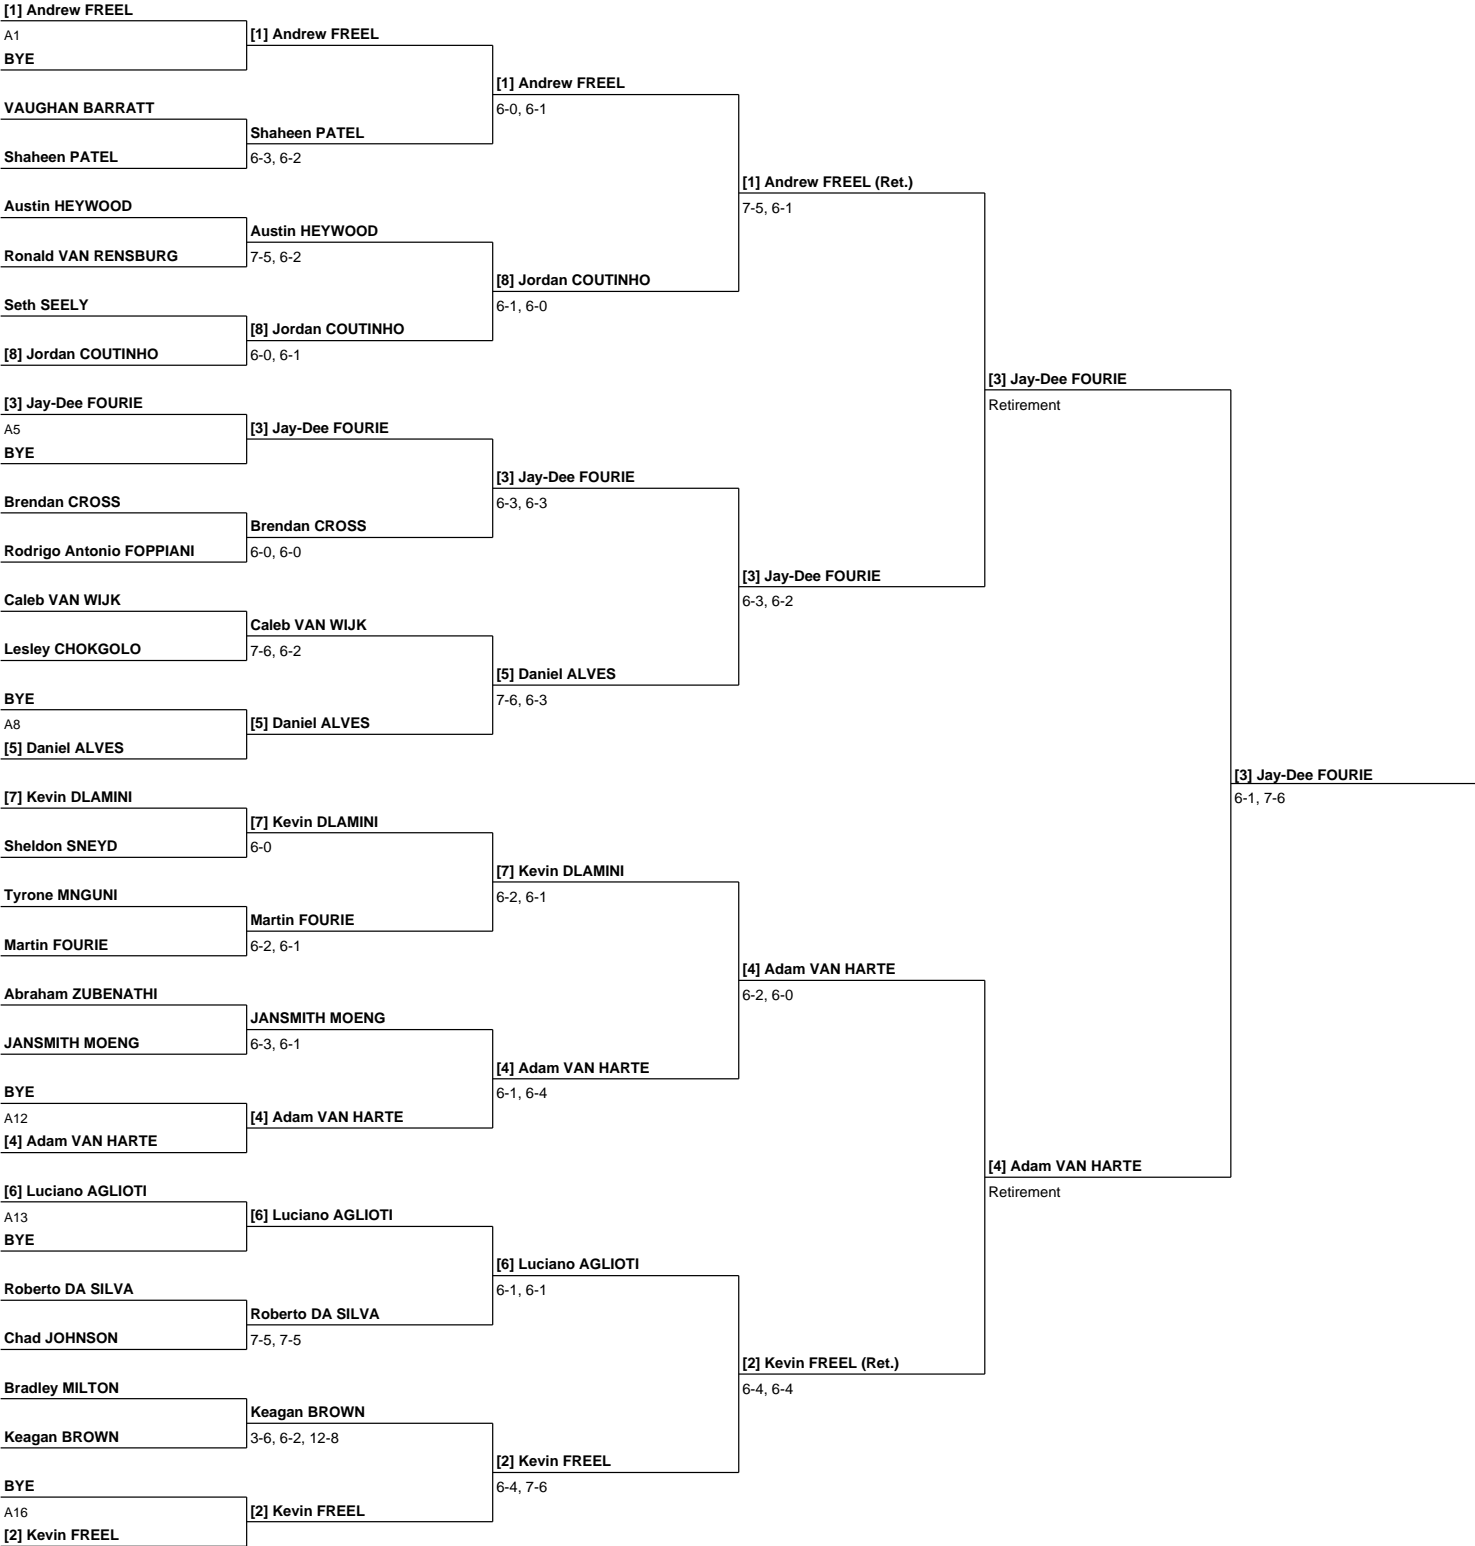 [1] Andrew FREEL
A1
BYE
VAUGHAN BARRATT
Shaheen PATEL
Austin HEYWOOD
Ronald VAN RENSBURG
Seth SEELY
[8] Jordan COUTINHO
[3] Jay-Dee FOURIE
A5
BYE
Brendan CROSS
Rodrigo Antonio FOPPIANI
Caleb VAN WIJK
Lesley CHOKGOLO
BYE
A8
[5] Daniel ALVES
[7] Kevin DLAMINI
Sheldon SNEYD
Tyrone MNGUNI
Martin FOURIE
Abraham ZUBENATHI
JANSMITH MOENG
BYE
A12
[4] Adam VAN HARTE
[6] Luciano AGLIOTI
A13
BYE
Roberto DA SILVA
Chad JOHNSON
Bradley MILTON
Keagan BROWN
BYE
A16
[2] Kevin FREEL
[1] Andrew FREEL
Shaheen PATEL
6-3, 6-2
Austin HEYWOOD
7-5, 6-2
[8] Jordan COUTINHO
6-0, 6-1
[3] Jay-Dee FOURIE
Brendan CROSS
6-0, 6-0
Caleb VAN WIJK
7-6, 6-2
[5] Daniel ALVES
[7] Kevin DLAMINI
6-0
Martin FOURIE
6-2, 6-1
JANSMITH MOENG
6-3, 6-1
[4] Adam VAN HARTE
[6] Luciano AGLIOTI
Roberto DA SILVA
7-5, 7-5
Keagan BROWN
3-6, 6-2, 12-8
[2] Kevin FREEL
[1] Andrew FREEL
6-0, 6-1
[8] Jordan COUTINHO
6-1, 6-0
[3] Jay-Dee FOURIE
6-3, 6-3
[5] Daniel ALVES
7-6, 6-3
[7] Kevin DLAMINI
6-2, 6-1
[4] Adam VAN HARTE
6-1, 6-4
[6] Luciano AGLIOTI
6-1, 6-1
[2] Kevin FREEL
6-4, 7-6
[1] Andrew FREEL (Ret.)
7-5, 6-1
[3] Jay-Dee FOURIE
6-3, 6-2
[4] Adam VAN HARTE
6-2, 6-0
[2] Kevin FREEL (Ret.)
6-4, 6-4
[3] Jay-Dee FOURIE
Retirement
[4] Adam VAN HARTE
Retirement
[3] Jay-Dee FOURIE
6-1, 7-6